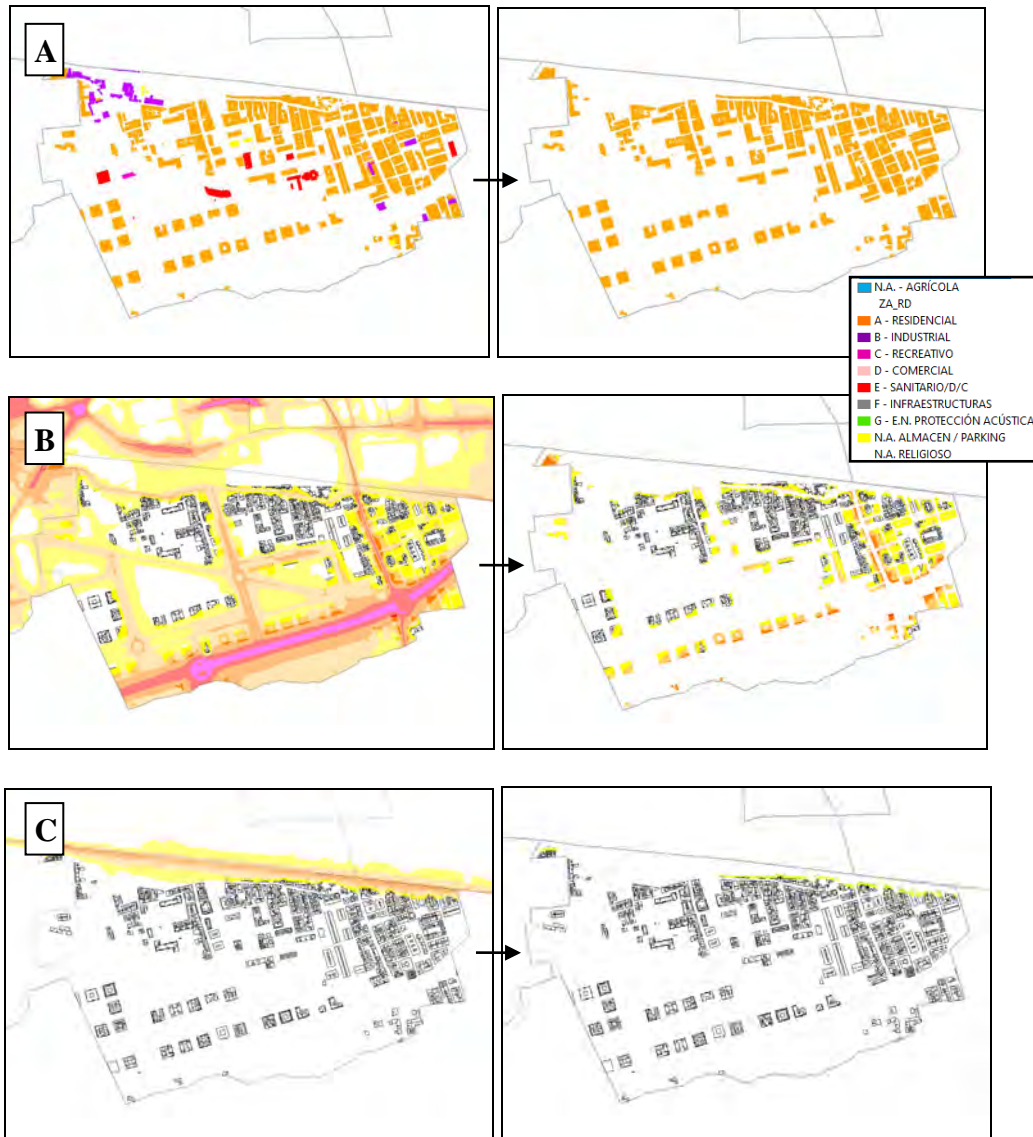 A
N.A. - AGRÍCOLA
ZA_RD
A - RESIDENCIAL
B - INDUSTRIAL
C - RECREATIVO
D - COMERCIAL
E - SANITARIO/D/C
F - INFRAESTRUCTURAS
G - E.N. PROTECCIÓN ACÚSTICA
N.A. ALMACEN / PARKING
N.A. RELIGIOSO
B
C